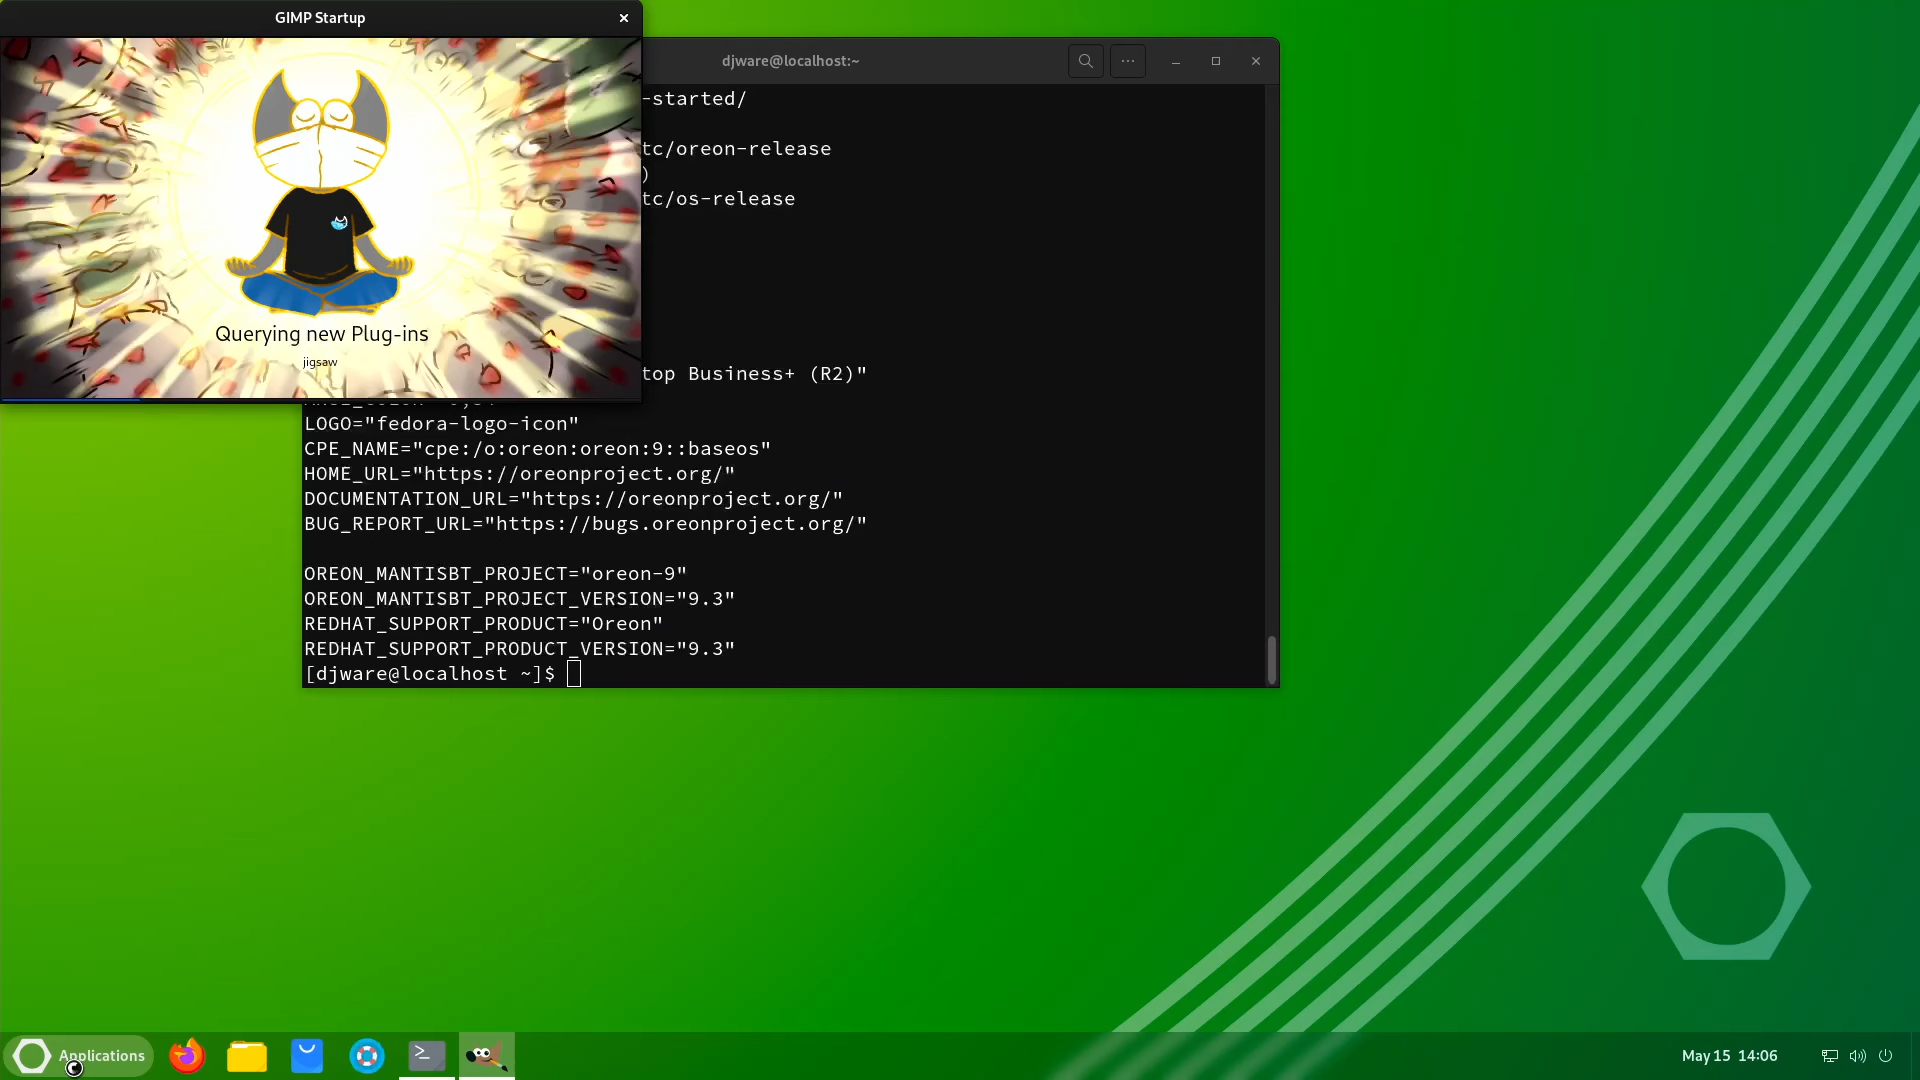 GIMP Startup
Querying new Plug-ins
jigsaw
djware@localhost:~
-started/
tc/oreon-release
)
tc/os-release
top Business+ (R2)"
LOGO="fedora-logo-icon"
CPE_NAME="cpe:/o:oreon:oreon:9::baseos"
HOME_URL="https://oreonproject.org/"
DOCUMENTATION_URL="https://oreonproject.org/"
BUG_REPORT_URL="https://bugs.oreonproject.org/"
OREON_MANTISBT_PROJECT="oreon-9"
OREON_MANTISBT_PROJECT_VERSION="9.3"
REDHAT_SUPPORT_PRODUCT="Oreon"
REDHAT_SUPPORT_PRODUCT_VERSION="9.3"
[djware@localhost ~]$
Applications
May 15 14:06